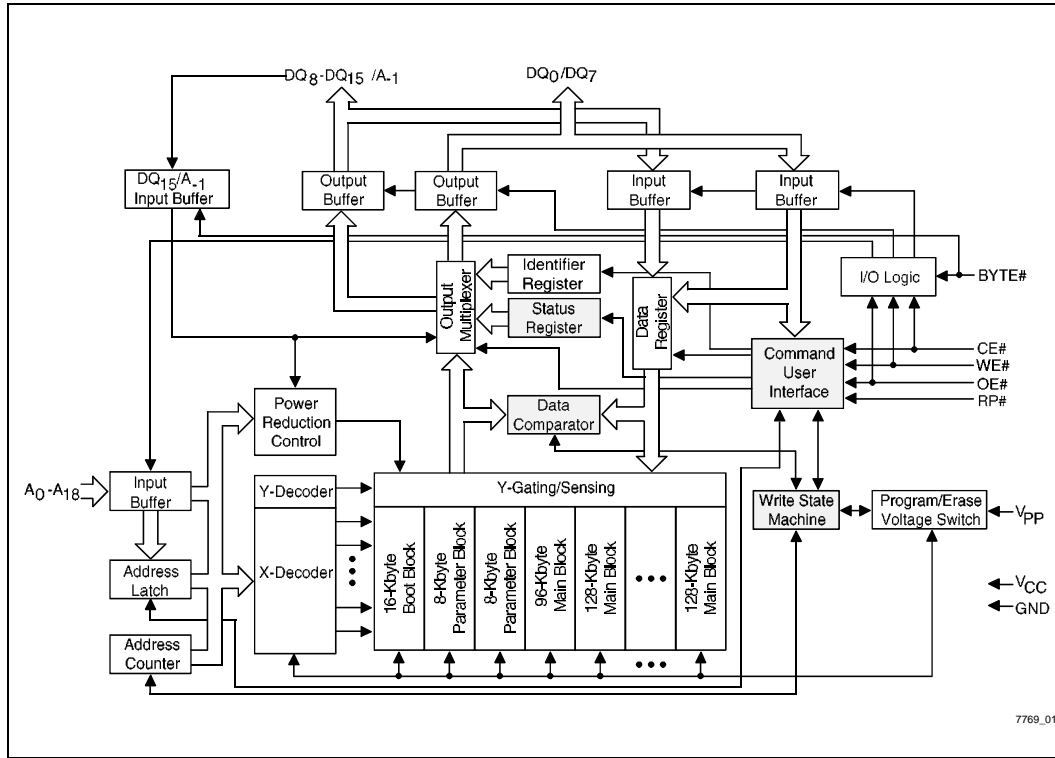 DQ8-DQ15 /A-1
DQ0/DQ7
DQ15/A-1
Input Buffer
Output
Buffer
Output
Buffer
Input
Buffer
Input
Buffer
I/O Logic
BYTE#
Output
Multiplexer
Identifier
Register
Status
Register
Data
Register
Command
User
Interface
CE#
WE#
OE#
RP#
Power
Reduction
Control
Data
Comparator
A0-A18
Input
Buffer
Y-Decoder
Y-Gating/Sensing
Write State
Machine
Program/Erase
Voltage Switch
VPP
Address
Latch
X-Decoder
16-Kbyte
Boot Block
8-Kbyte
Parameter Block
8-Kbyte
Parameter Block
96-Kbyte
Main Block
128-Kbyte
Main Block
128-Kbyte
Main Block
VCC
GND
Address
Counter
7769_01